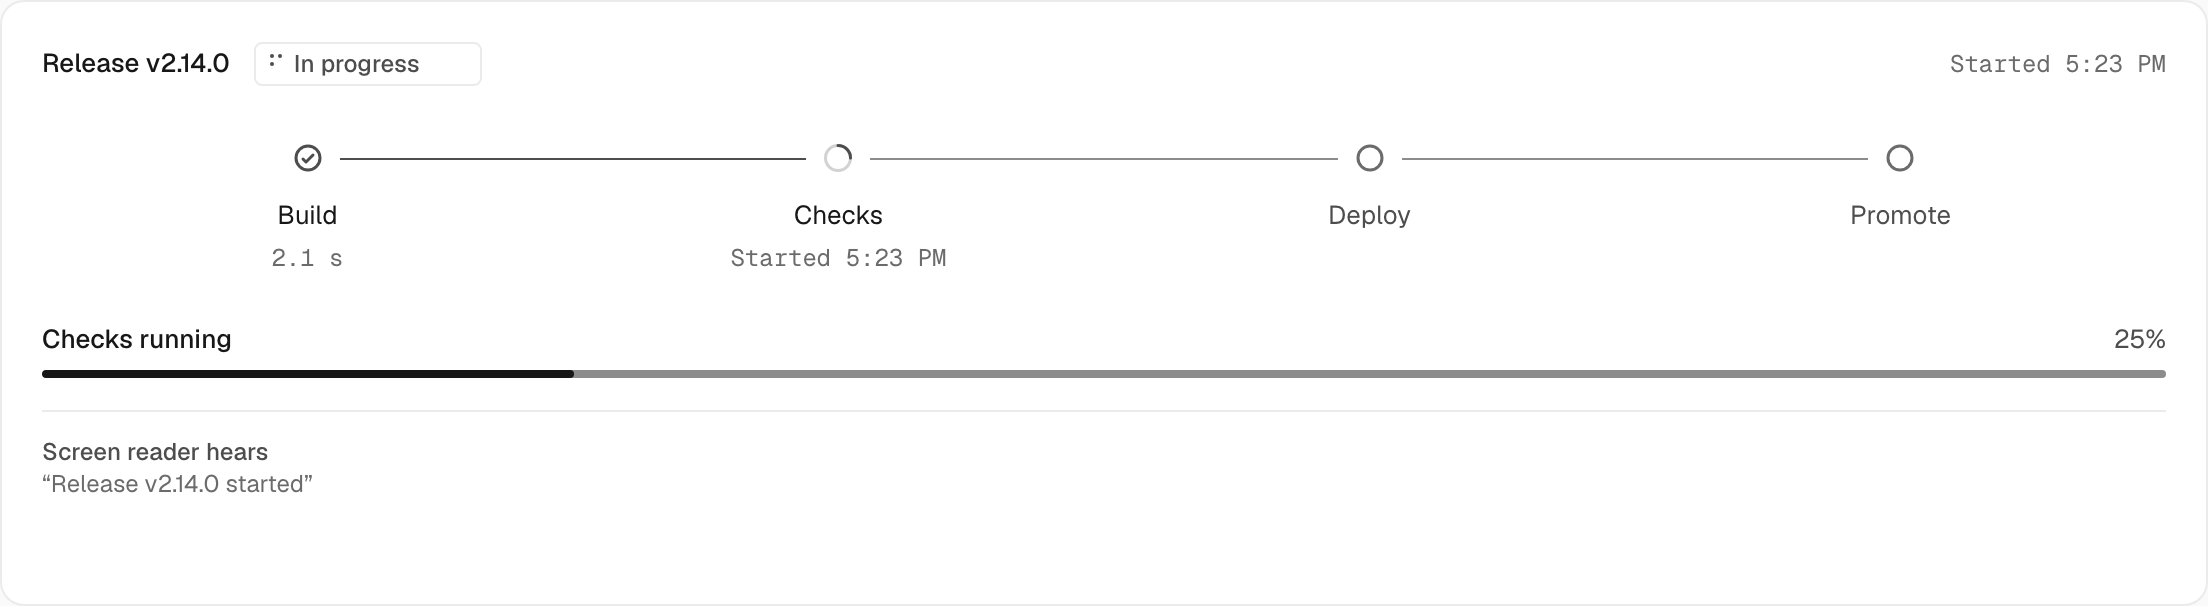 Release v2.14.0
In progress
Started 5:23 PM
Build
Checks
Deploy
Promote
2.1 s
Started 5:23 PM
Checks running
25%
Screen reader hears
“Release v2.14.0 started”